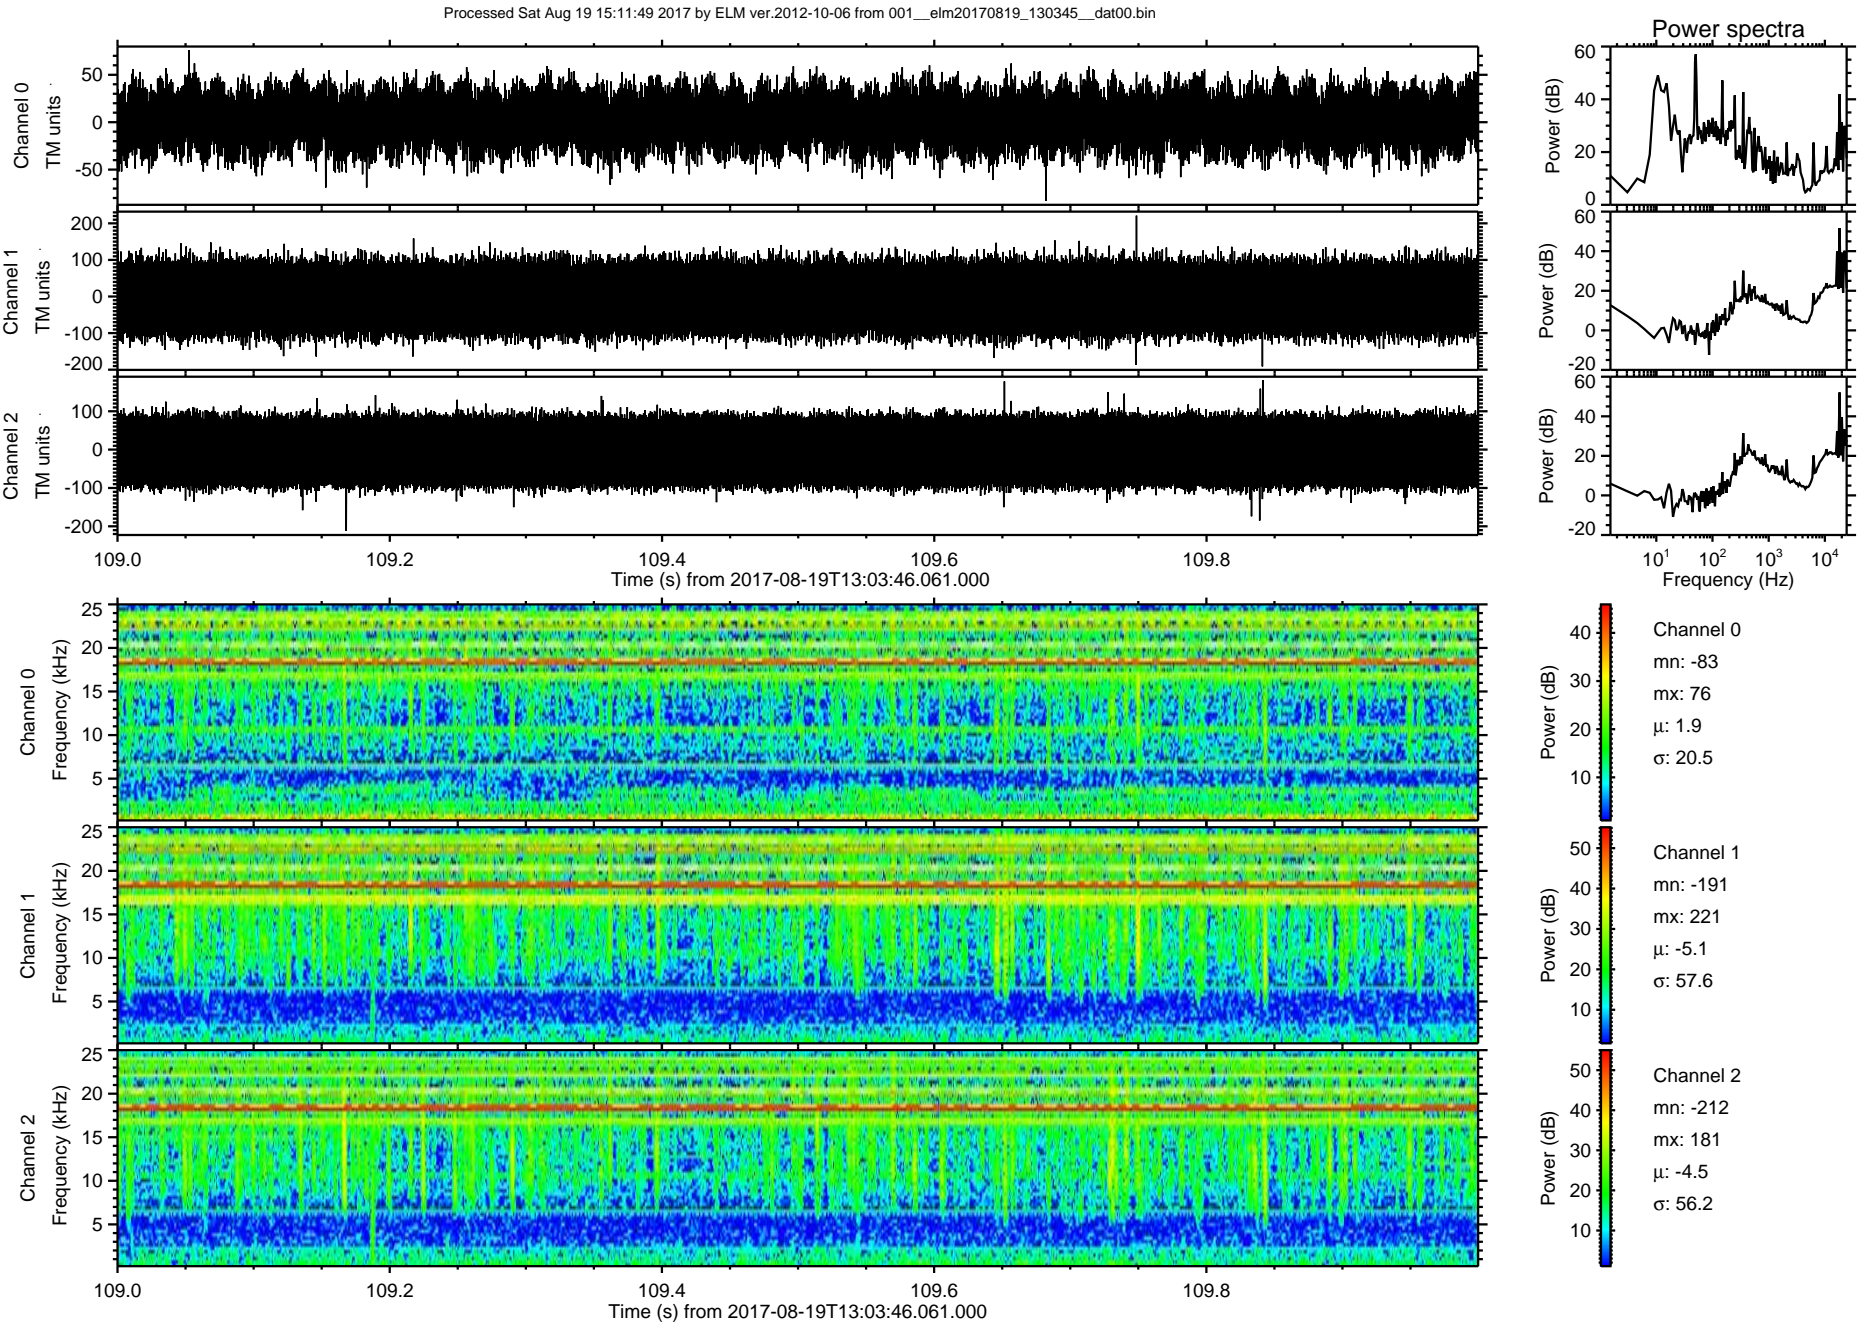 Processed Sat Aug 19 15:11:49 2017 by ELM ver.2012-10-06 from 001__elm20170819_130345__dat00.bin
Power spectra
Channel 0
TM units
50
0
-50
Power (dB)
60
40
20
0
Channel 1
TM units
200
100
0
-100
-200
Power (dB)
60
40
20
0
-20
Channel 2
TM units
100
0
-100
-200
Power (dB)
60
40
20
0
-20
109.0 109.2 109.4 109.6 109.8
Time (s) from 2017-08-19T13:03:46.061.000
10¹ 10² 10³ 10⁴
Frequency (Hz)
Channel 0
Frequency (kHz)
25
20
15
10
5
Power (dB)
40
30
20
10
Channel 0
mn: -83
mx: 76
μ: 1.9
σ: 20.5
Channel 1
Frequency (kHz)
25
20
15
10
5
Power (dB)
50
40
30
20
10
Channel 1
mn: -191
mx: 221
μ: -5.1
σ: 57.6
Channel 2
Frequency (kHz)
25
20
15
10
5
Power (dB)
50
40
30
20
10
Channel 2
mn: -212
mx: 181
μ: -4.5
σ: 56.2
109.0 109.2 109.4 109.6 109.8
Time (s) from 2017-08-19T13:03:46.061.000